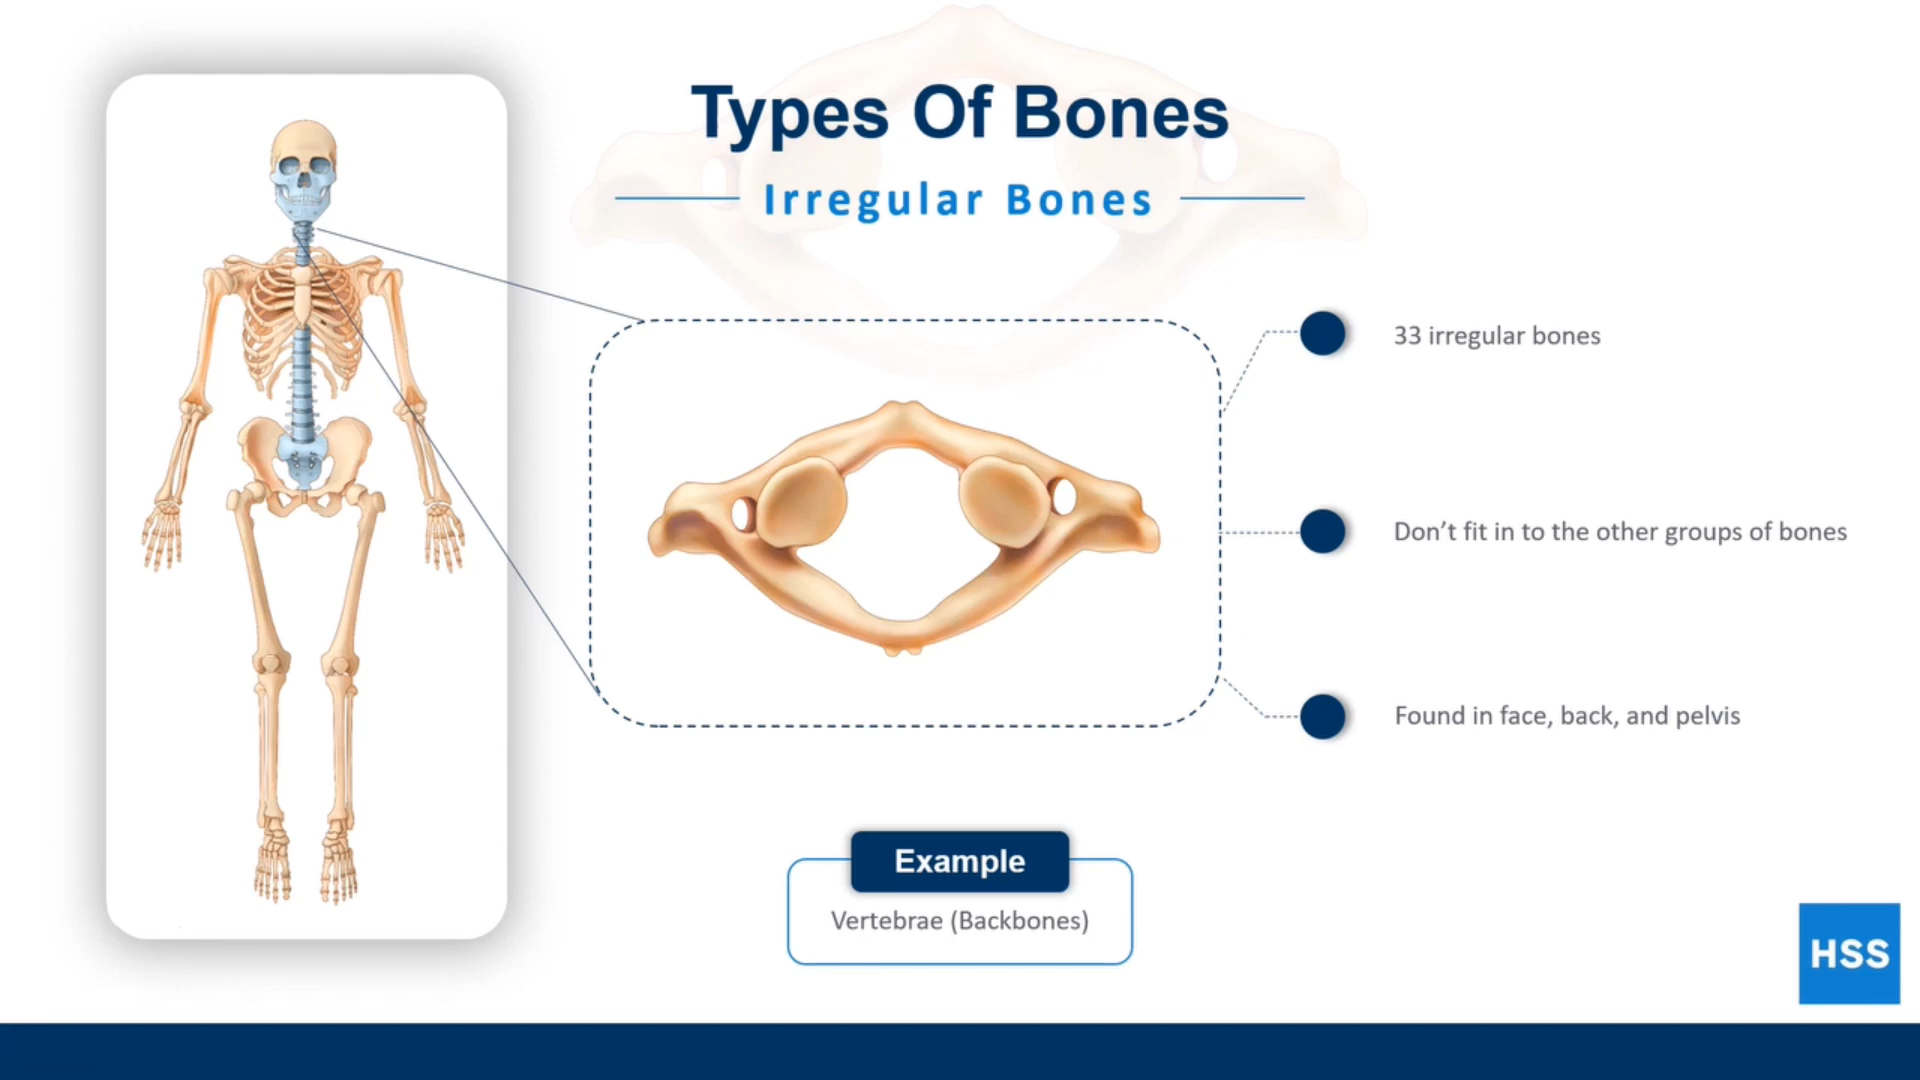 Types Of Bones
Irregular Bones
33 irregular bones
Don’t fit in to the other groups of bones
Found in face, back, and pelvis
Example
Vertebrae (Backbones)
HSS